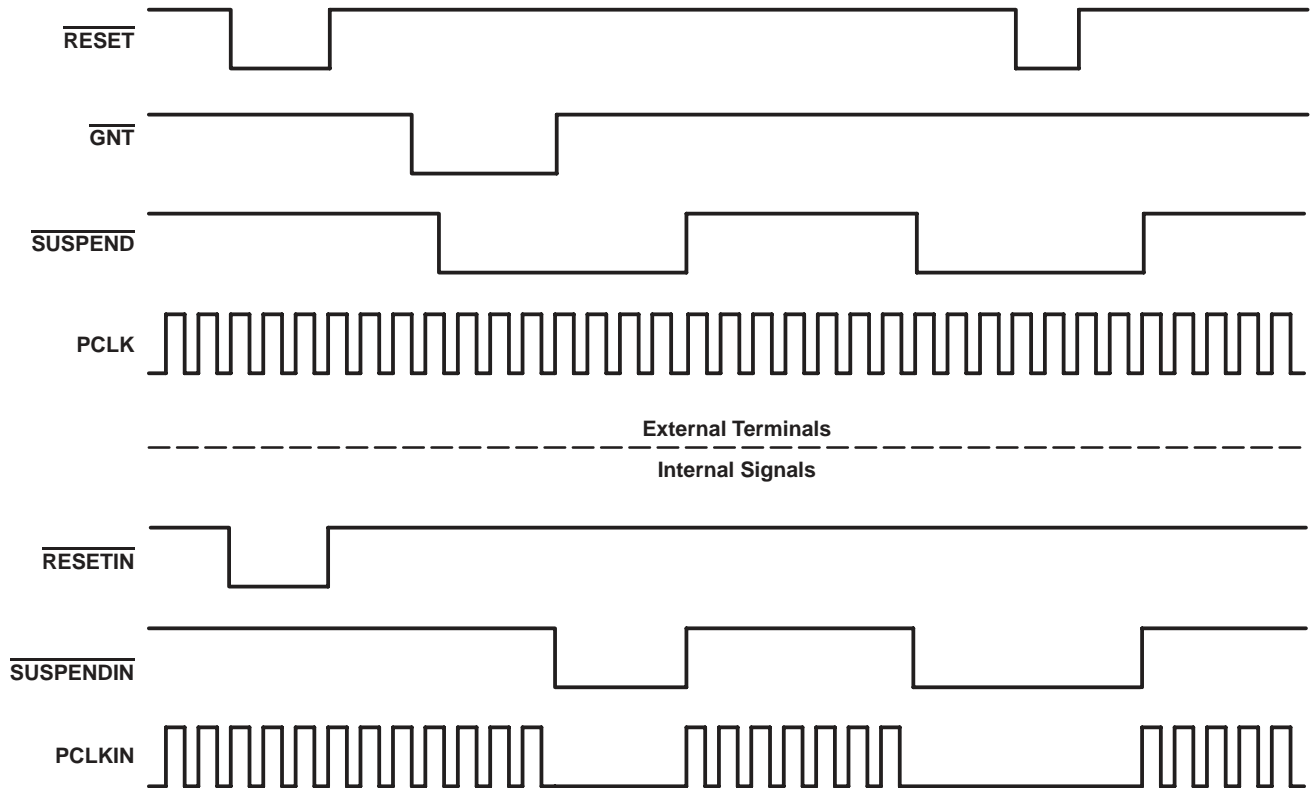 RESET
GNT
SUSPEND
PCLK
External Terminals
Internal Signals
RESETIN
SUSPENDIN
PCLKIN